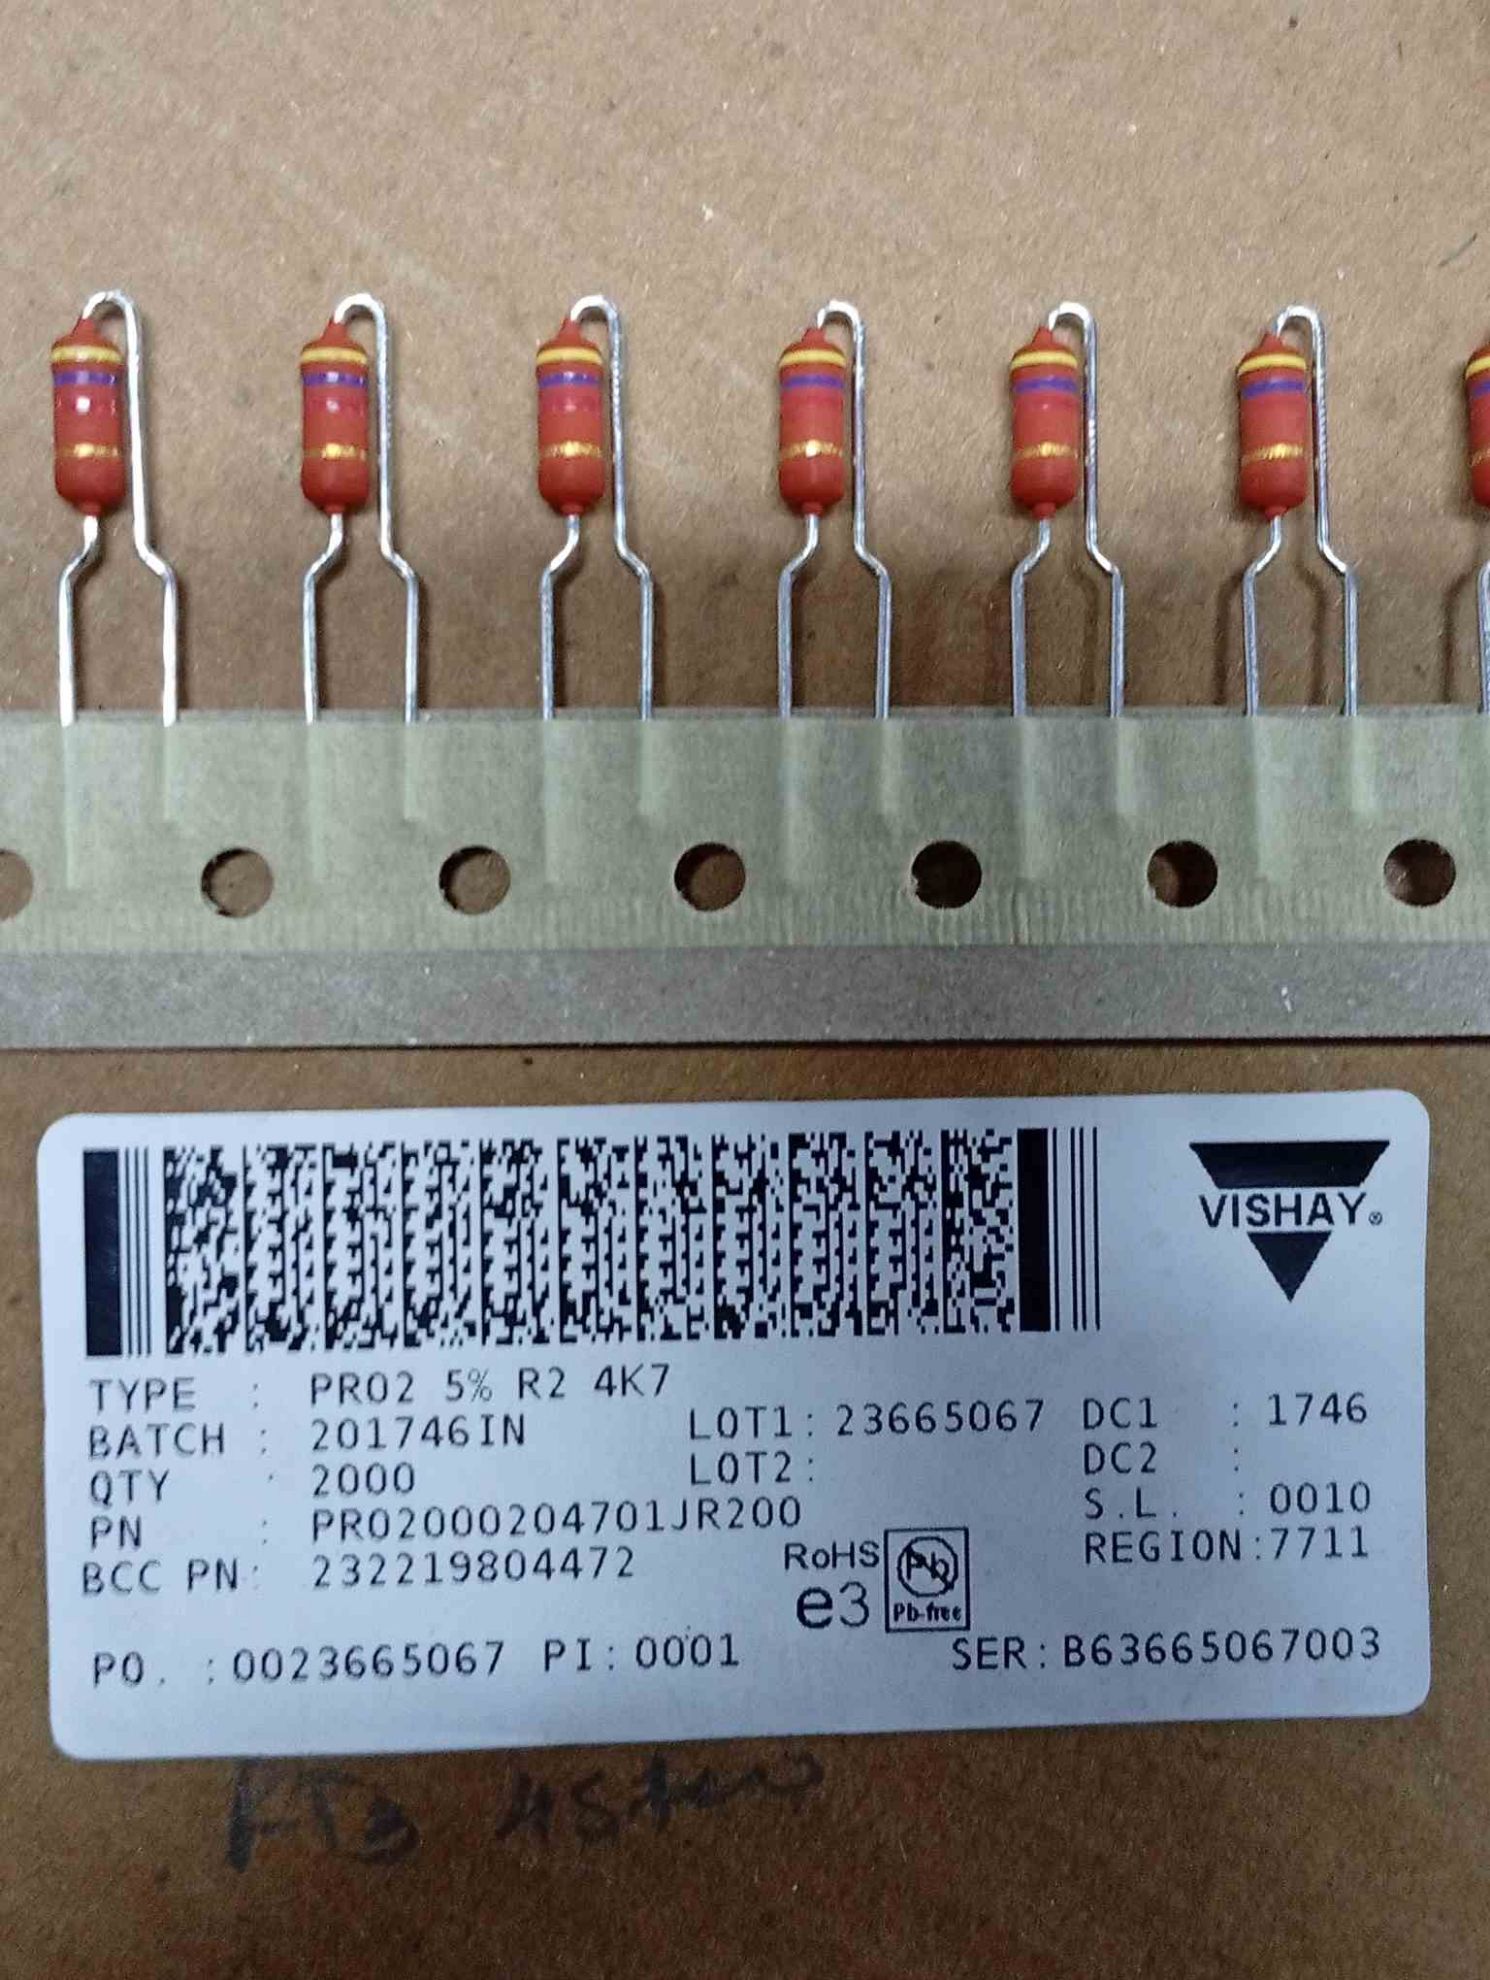 VISHAY®
TYPE : PR02 5% R2 4K7
BATCH : 201746IN LOT1: 23665067 DC1 : 1746
QTY : 2000 LOT2: DC2 :
PN : PR02000204701JR200 S.L. : 0010
BCC PN: 232219804472 RoHS REGION:7711
e3 Pb Pb-free
PO. :0023665067 PI:0001 SER:B63665067003